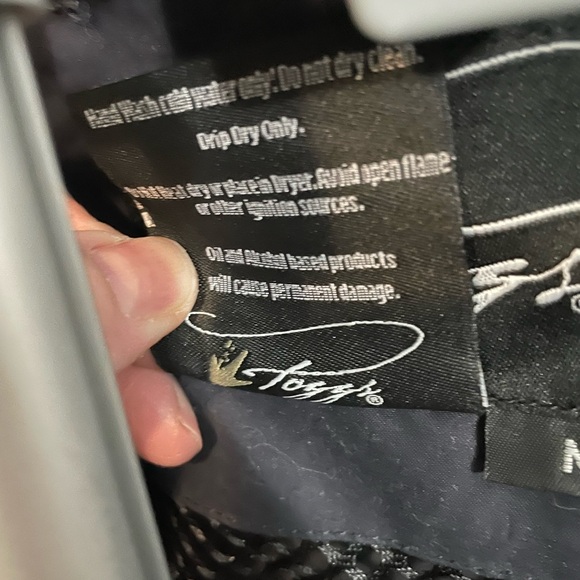 Hand Wash cold water only! Do not dry clean.
Drip Dry Only.
dry or place in Dryer. Avoid open flame
or other ignition sources.
Oil and Alcohol based products
will cause permanent damage.
Toggs®